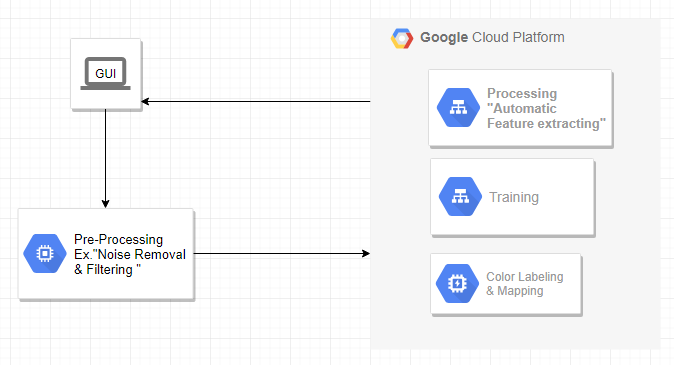 Google Cloud Platform
GUI
Processing
"Automatic
Feature extracting"
Training
Pre-Processing
Ex."Noise Removal
& Filtering "
Color Labeling
& Mapping